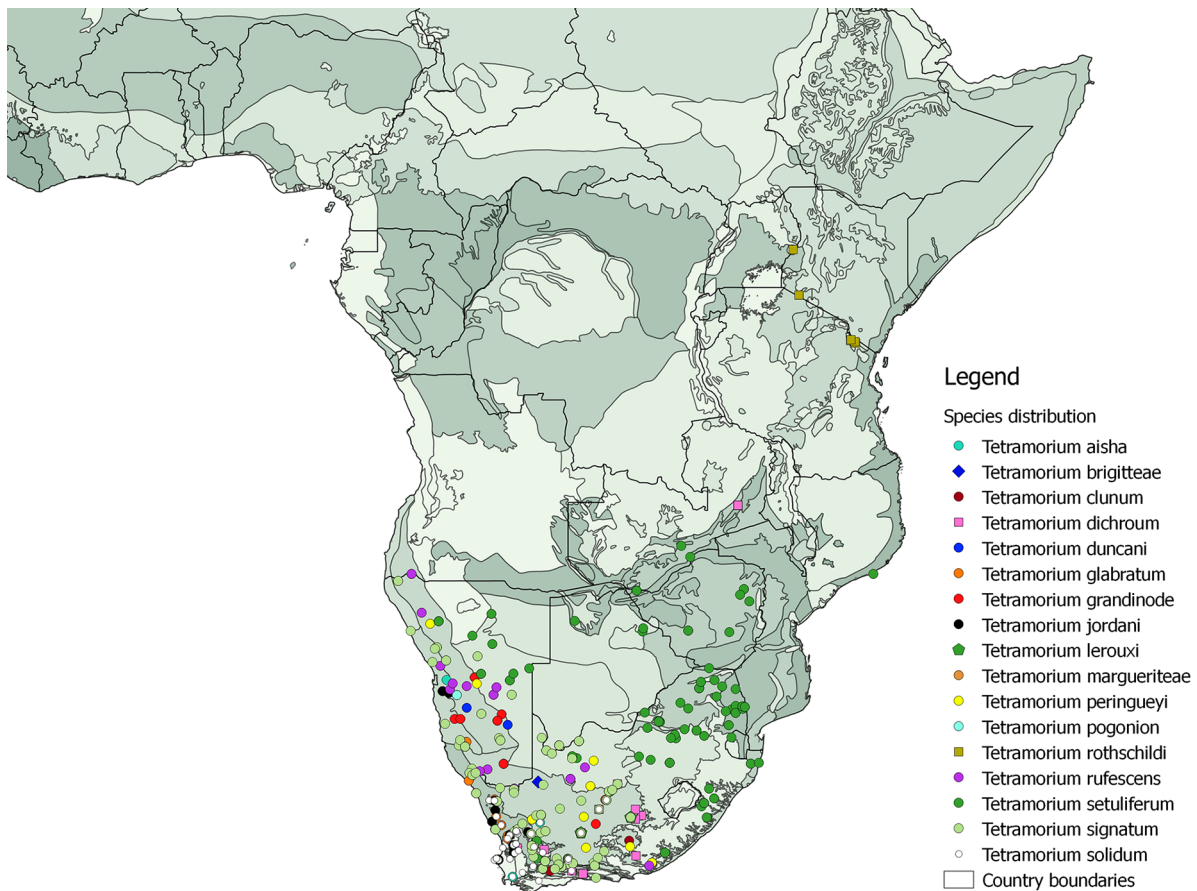 Legend
Species distribution
Tetramorium aisha
Tetramorium brigitteae
Tetramorium clunum
Tetramorium dichroum
Tetramorium duncani
Tetramorium glabratum
Tetramorium grandinode
Tetramorium jordani
Tetramorium lerouxi
Tetramorium margueriteae
Tetramorium peringueyi
Tetramorium pogonion
Tetramorium rothschildi
Tetramorium rufescens
Tetramorium setuliferum
Tetramorium signatum
Tetramorium solidum
Country boundaries